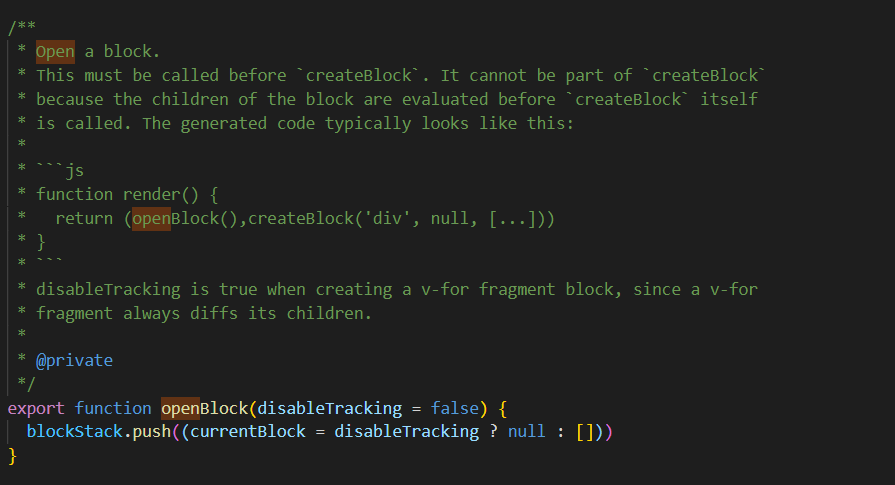 /**
 * Open a block.
 * This must be called before `createBlock`. It cannot be part of `createBlock`
 * because the children of the block are evaluated before `createBlock` itself
 * is called. The generated code typically looks like this:
 *
 * ```js
 * function render() {
 *   return (openBlock(),createBlock('div', null, [...]))
 * }
 * ```
 * disableTracking is true when creating a v-for fragment block, since a v-for
 * fragment always diffs its children.
 *
 * @private
 */
export function openBlock(disableTracking = false) {
  blockStack.push((currentBlock = disableTracking ? null : []))
}